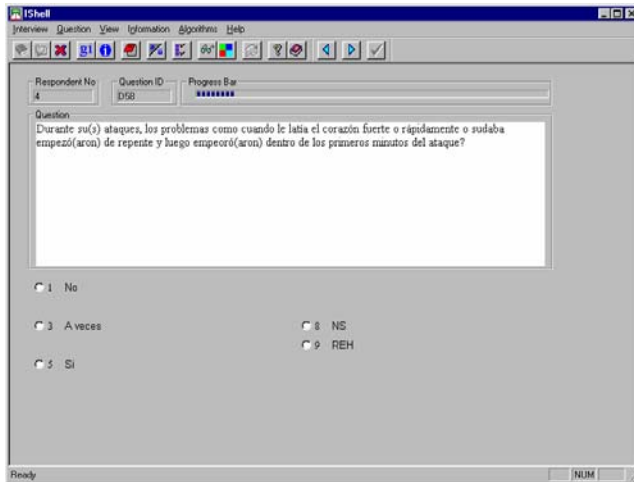 IShell
Interview Question View Information Algorithms Help
Respondent No Question ID Progress Bar
4 D58
Question
Durante su(s) ataques, los problemas como cuando le latía el corazón fuerte o rápidamente o sudaba
empezó(aron) de repente y luego empeoró(aron) dentro de los primeros minutos del ataque?
1 No
3 A veces
8 NS
9 REH
5 Si
Ready NUM